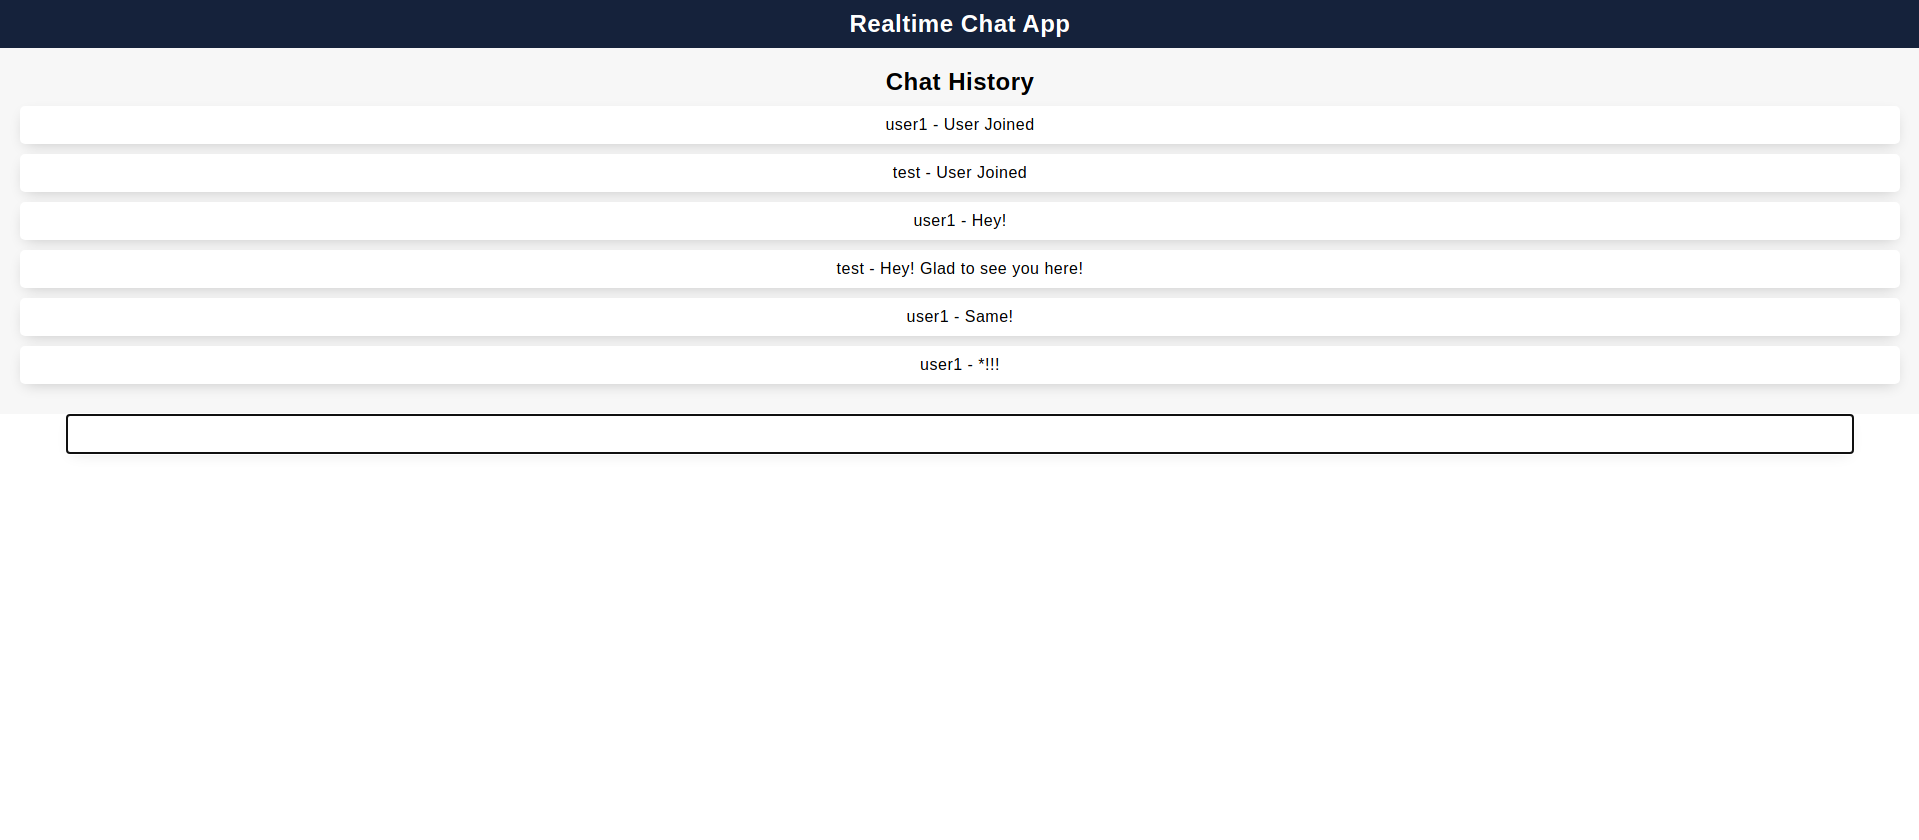 Realtime Chat App
Chat History
user1 - User Joined
test - User Joined
user1 - Hey!
test - Hey! Glad to see you here!
user1 - Same!
user1 - *!!!